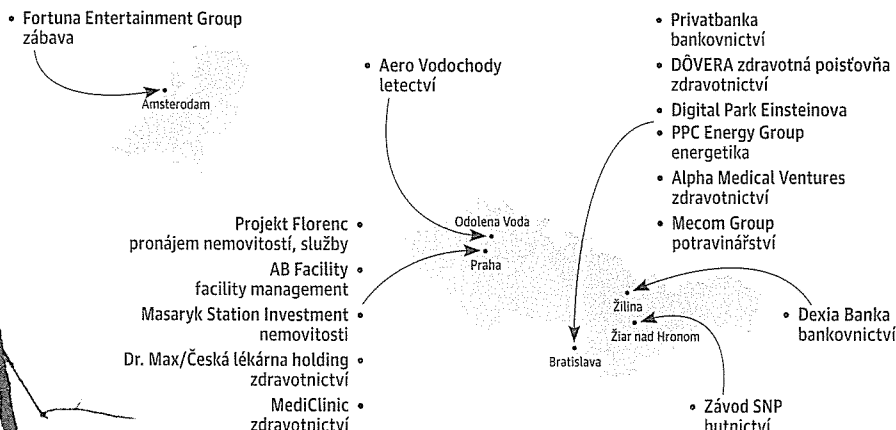 Fortuna Entertainment Group
zábava
Amsterodam
Aero Vodochody
letectví
Privatbanka
bankovnictví
DÔVERA zdravotná poisťovňa
zdravotnictví
Digital Park Einsteinova
PPC Energy Group
energetika
Alpha Medical Ventures
zdravotnictví
Mecom Group
potravinářství
Projekt Florenc
pronájem nemovitostí, služby
AB Facility
facility management
Masaryk Station Investment
nemovitosti
Dr. Max/Česká lékárna holding
zdravotnictví
MediClinic
zdravotnictví
Odolena Voda
Praha
Žilina
Žiar nad Hronom
Bratislava
Dexia Banka
bankovnictví
Závod SNP
hutnictví